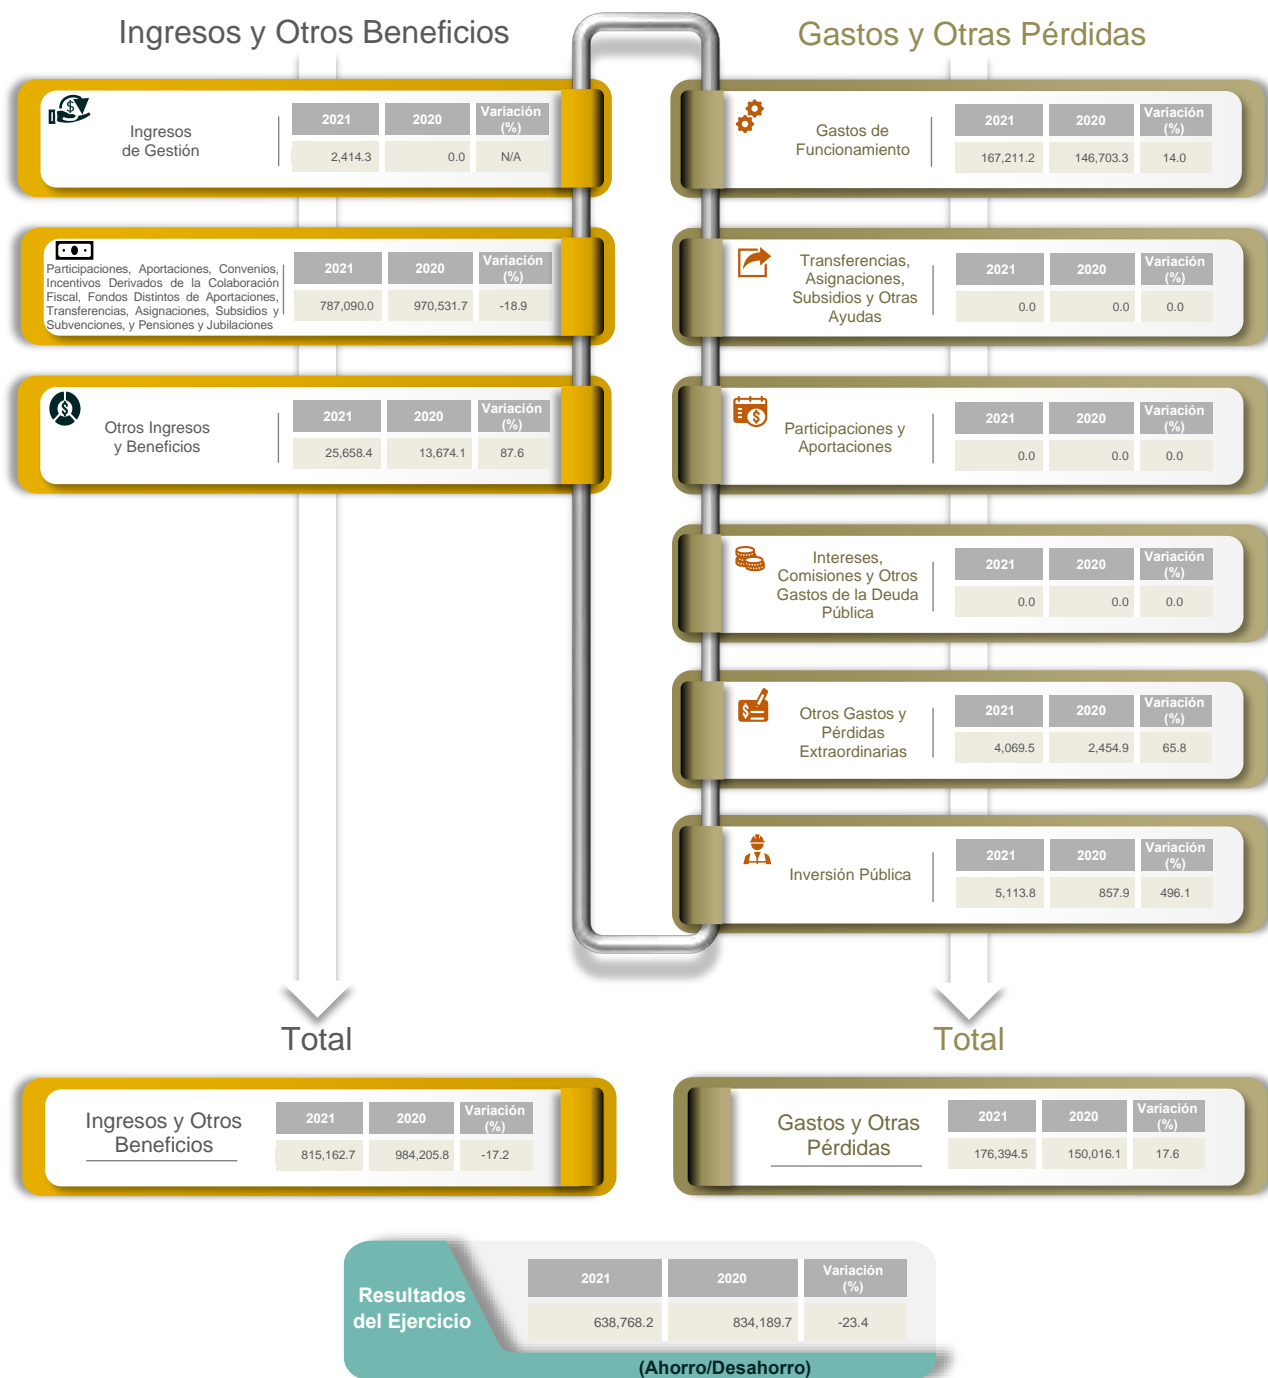 Ingresos y Otros Beneficios
Ingresos
de Gestión
2021 2020 Variación (%)
2,414.3 0.0 N/A
Participaciones, Aportaciones, Convenios,
Incentivos Derivados de la Colaboración
Fiscal, Fondos Distintos de Aportaciones,
Transferencias, Asignaciones, Subsidios y
Subvenciones, y Pensiones y Jubilaciones
2021 2020 Variación (%)
787,090.0 970,531.7 -18.9
Otros Ingresos
y Beneficios
2021 2020 Variación (%)
25,658.4 13,674.1 87.6
Total
Ingresos y Otros
Beneficios
2021 2020 Variación (%)
815,162.7 984,205.8 -17.2
Gastos y Otras Pérdidas
Gastos de
Funcionamiento
2021 2020 Variación (%)
167,211.2 146,703.3 14.0
Transferencias,
Asignaciones,
Subsidios y Otras
Ayudas
2021 2020 Variación (%)
0.0 0.0 0.0
Participaciones y
Aportaciones
2021 2020 Variación (%)
0.0 0.0 0.0
Intereses,
Comisiones y Otros
Gastos de la Deuda
Pública
2021 2020 Variación (%)
0.0 0.0 0.0
Otros Gastos y
Pérdidas
Extraordinarias
2021 2020 Variación (%)
4,069.5 2,454.9 65.8
Inversión Pública
2021 2020 Variación (%)
5,113.8 857.9 496.1
Total
Gastos y Otras
Pérdidas
2021 2020 Variación (%)
176,394.5 150,016.1 17.6
Resultados
del Ejercicio
2021 2020 Variación (%)
638,768.2 834,189.7 -23.4
(Ahorro/Desahorro)